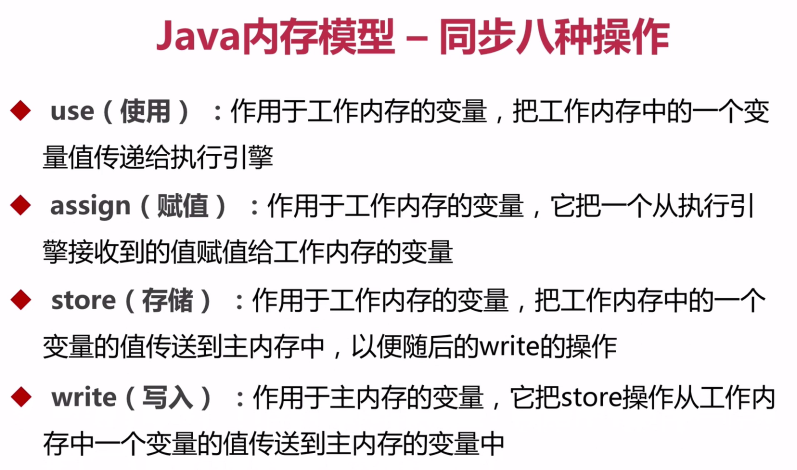 Java内存模型 – 同步八种操作
◆ use（使用）：作用于工作内存的变量，把工作内存中的一个变
量值传递给执行引擎
◆ assign（赋值）：作用于工作内存的变量，它把一个从执行引
擎接收到的值赋值给工作内存的变量
◆ store（存储）：作用于工作内存的变量，把工作内存中的一个
变量的值传送到主内存中，以便随后的write的操作
◆ write（写入）：作用于主内存的变量，它把store操作从工作内
存中一个变量的值传送到主内存的变量中